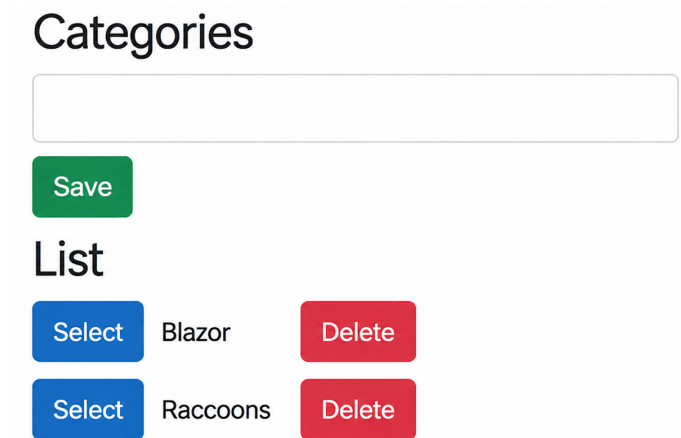 Categories
Save
List
Select Blazor Delete
Select Raccoons Delete